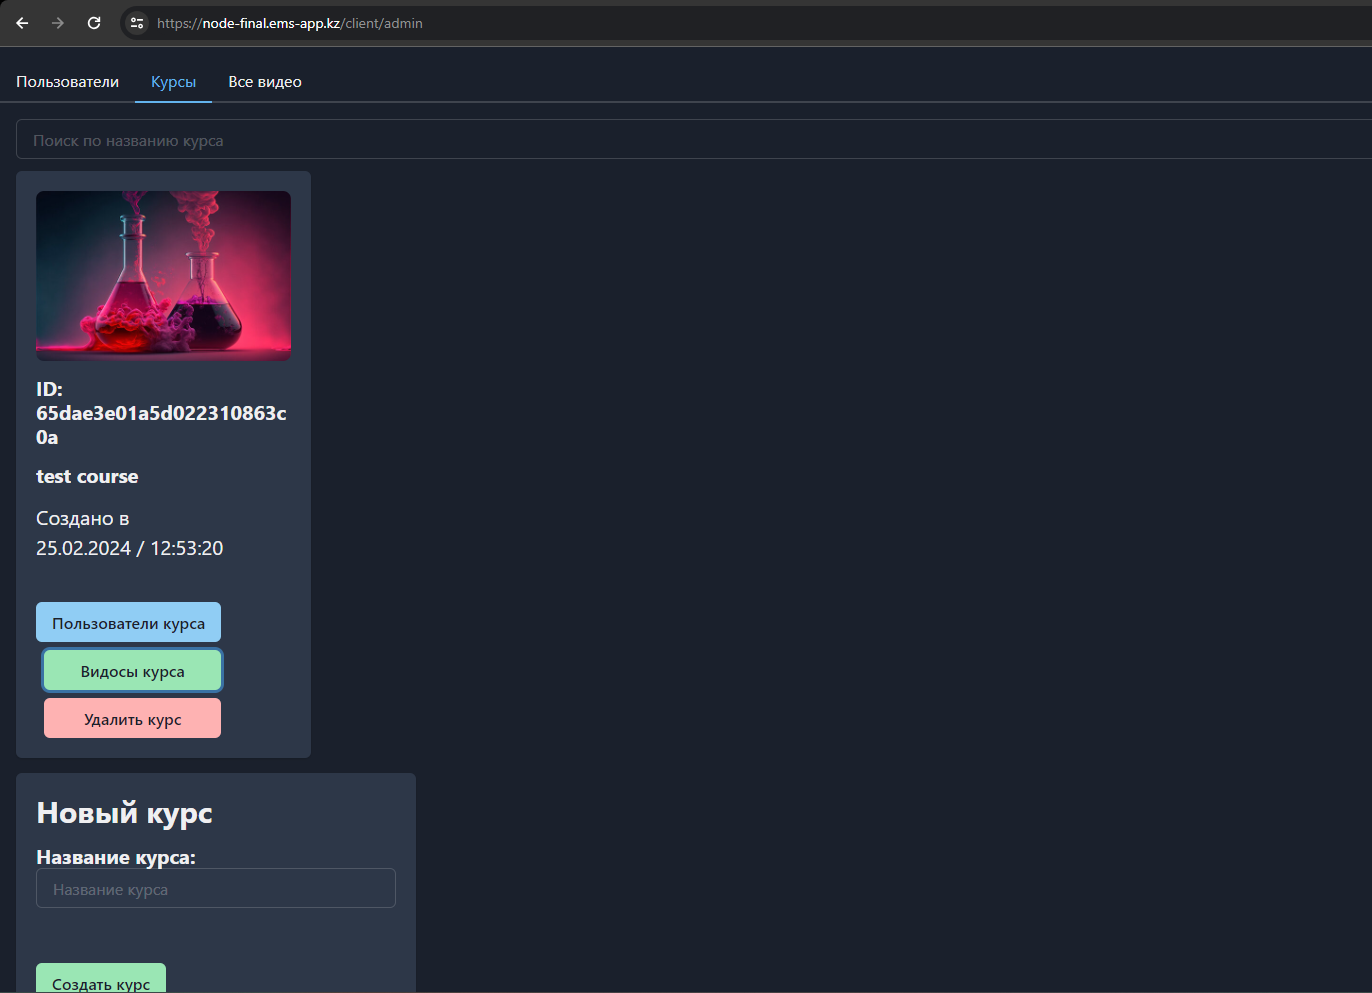 https://node-final.ems-app.kz/client/admin
Пользователи Курсы Все видео
Поиск по названию курса
ID:
65dae3e01a5d022310863c
0a
test course
Создано в
25.02.2024 / 12:53:20
Пользователи курса
Видосы курса
Удалить курс
Новый курс
Название курса:
Название курса
Создать курс